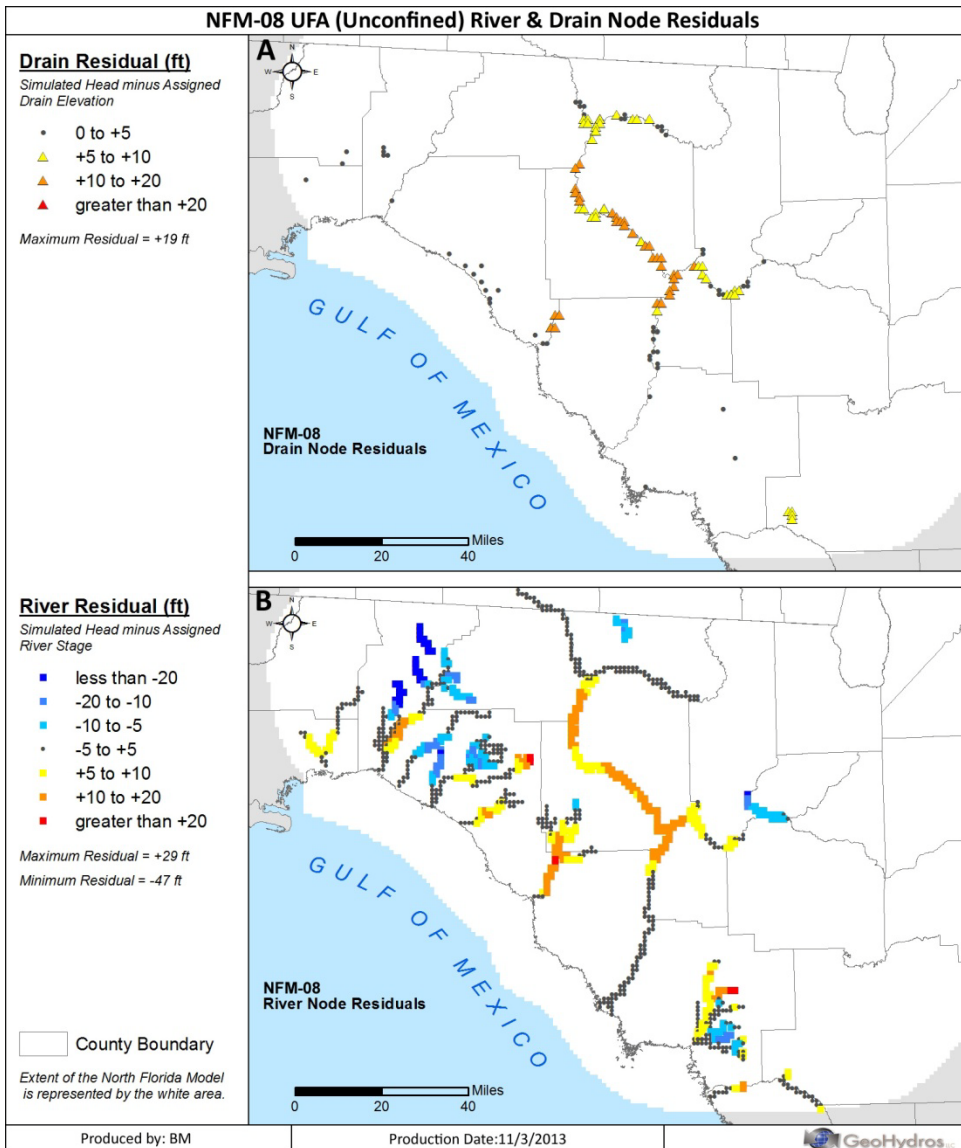 NFM-08 UFA (Unconfined) River & Drain Node Residuals
Drain Residual (ft)
Simulated Head minus Assigned
Drain Elevation
0 to +5
+5 to +10
+10 to +20
greater than +20
Maximum Residual = +19 ft
A
N
W E
S
GULF OF MEXICO
NFM-08
Drain Node Residuals
Miles
0 20 40
River Residual (ft)
Simulated Head minus Assigned
River Stage
less than -20
-20 to -10
-10 to -5
-5 to +5
+5 to +10
+10 to +20
greater than +20
Maximum Residual = +29 ft
Minimum Residual = -47 ft
B
N
W E
S
GULF OF MEXICO
NFM-08
River Node Residuals
Miles
0 20 40
County Boundary
Extent of the North Florida Model
is represented by the white area.
Produced by: BM
Production Date:11/3/2013
GeoHydros